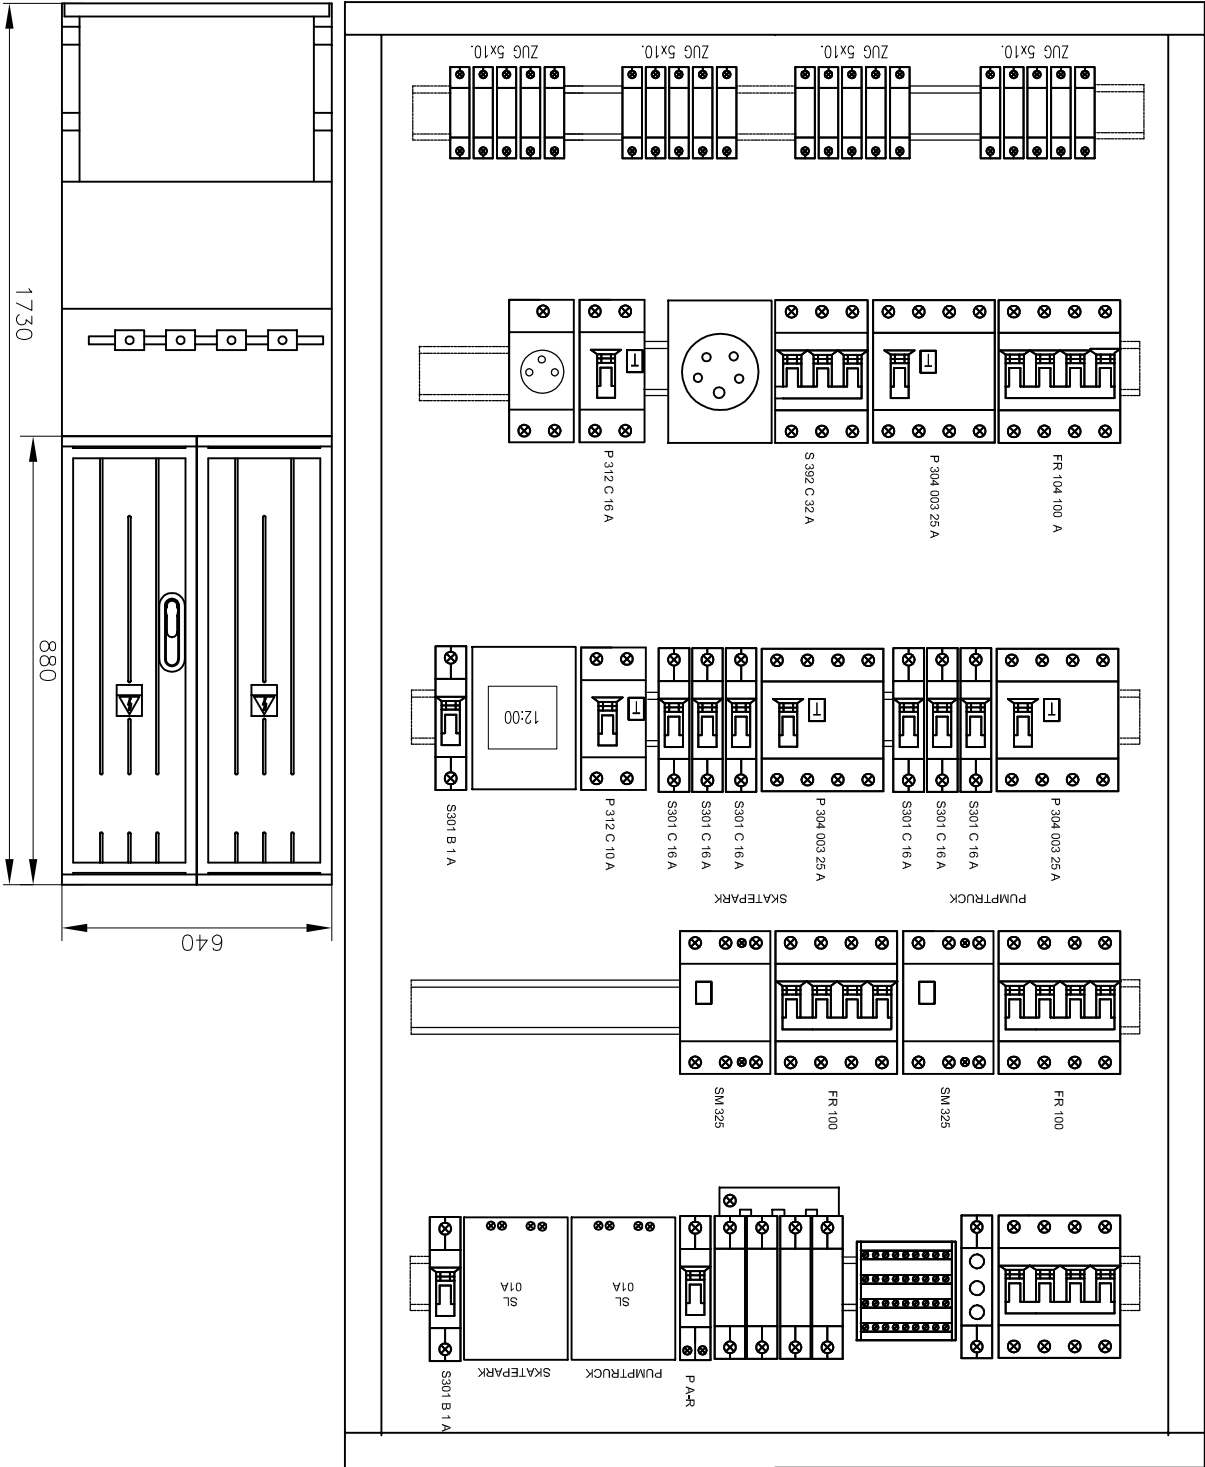 ZUG 5x10.
ZUG 5x10.
ZUG 5x10.
ZUG 5x10.
1730
P 312 C 16 A
S 392 C 32 A
P 304 003 25 A
FR 104 100 A
880
12:00
S301 B 1 A
P 312 C 10 A
S301 C 16 A
S301 C 16 A
S301 C 16 A
P 304 003 25 A
S301 C 16 A
S301 C 16 A
S301 C 16 A
P 304 003 25 A
SKATEPARK
PUMPTRUCK
640
SM 325
FR 100
SM 325
FR 100
SL
01A
SL
01A
SKATEPARK
PUMPTRUCK
S301 B 1 A
P A-R